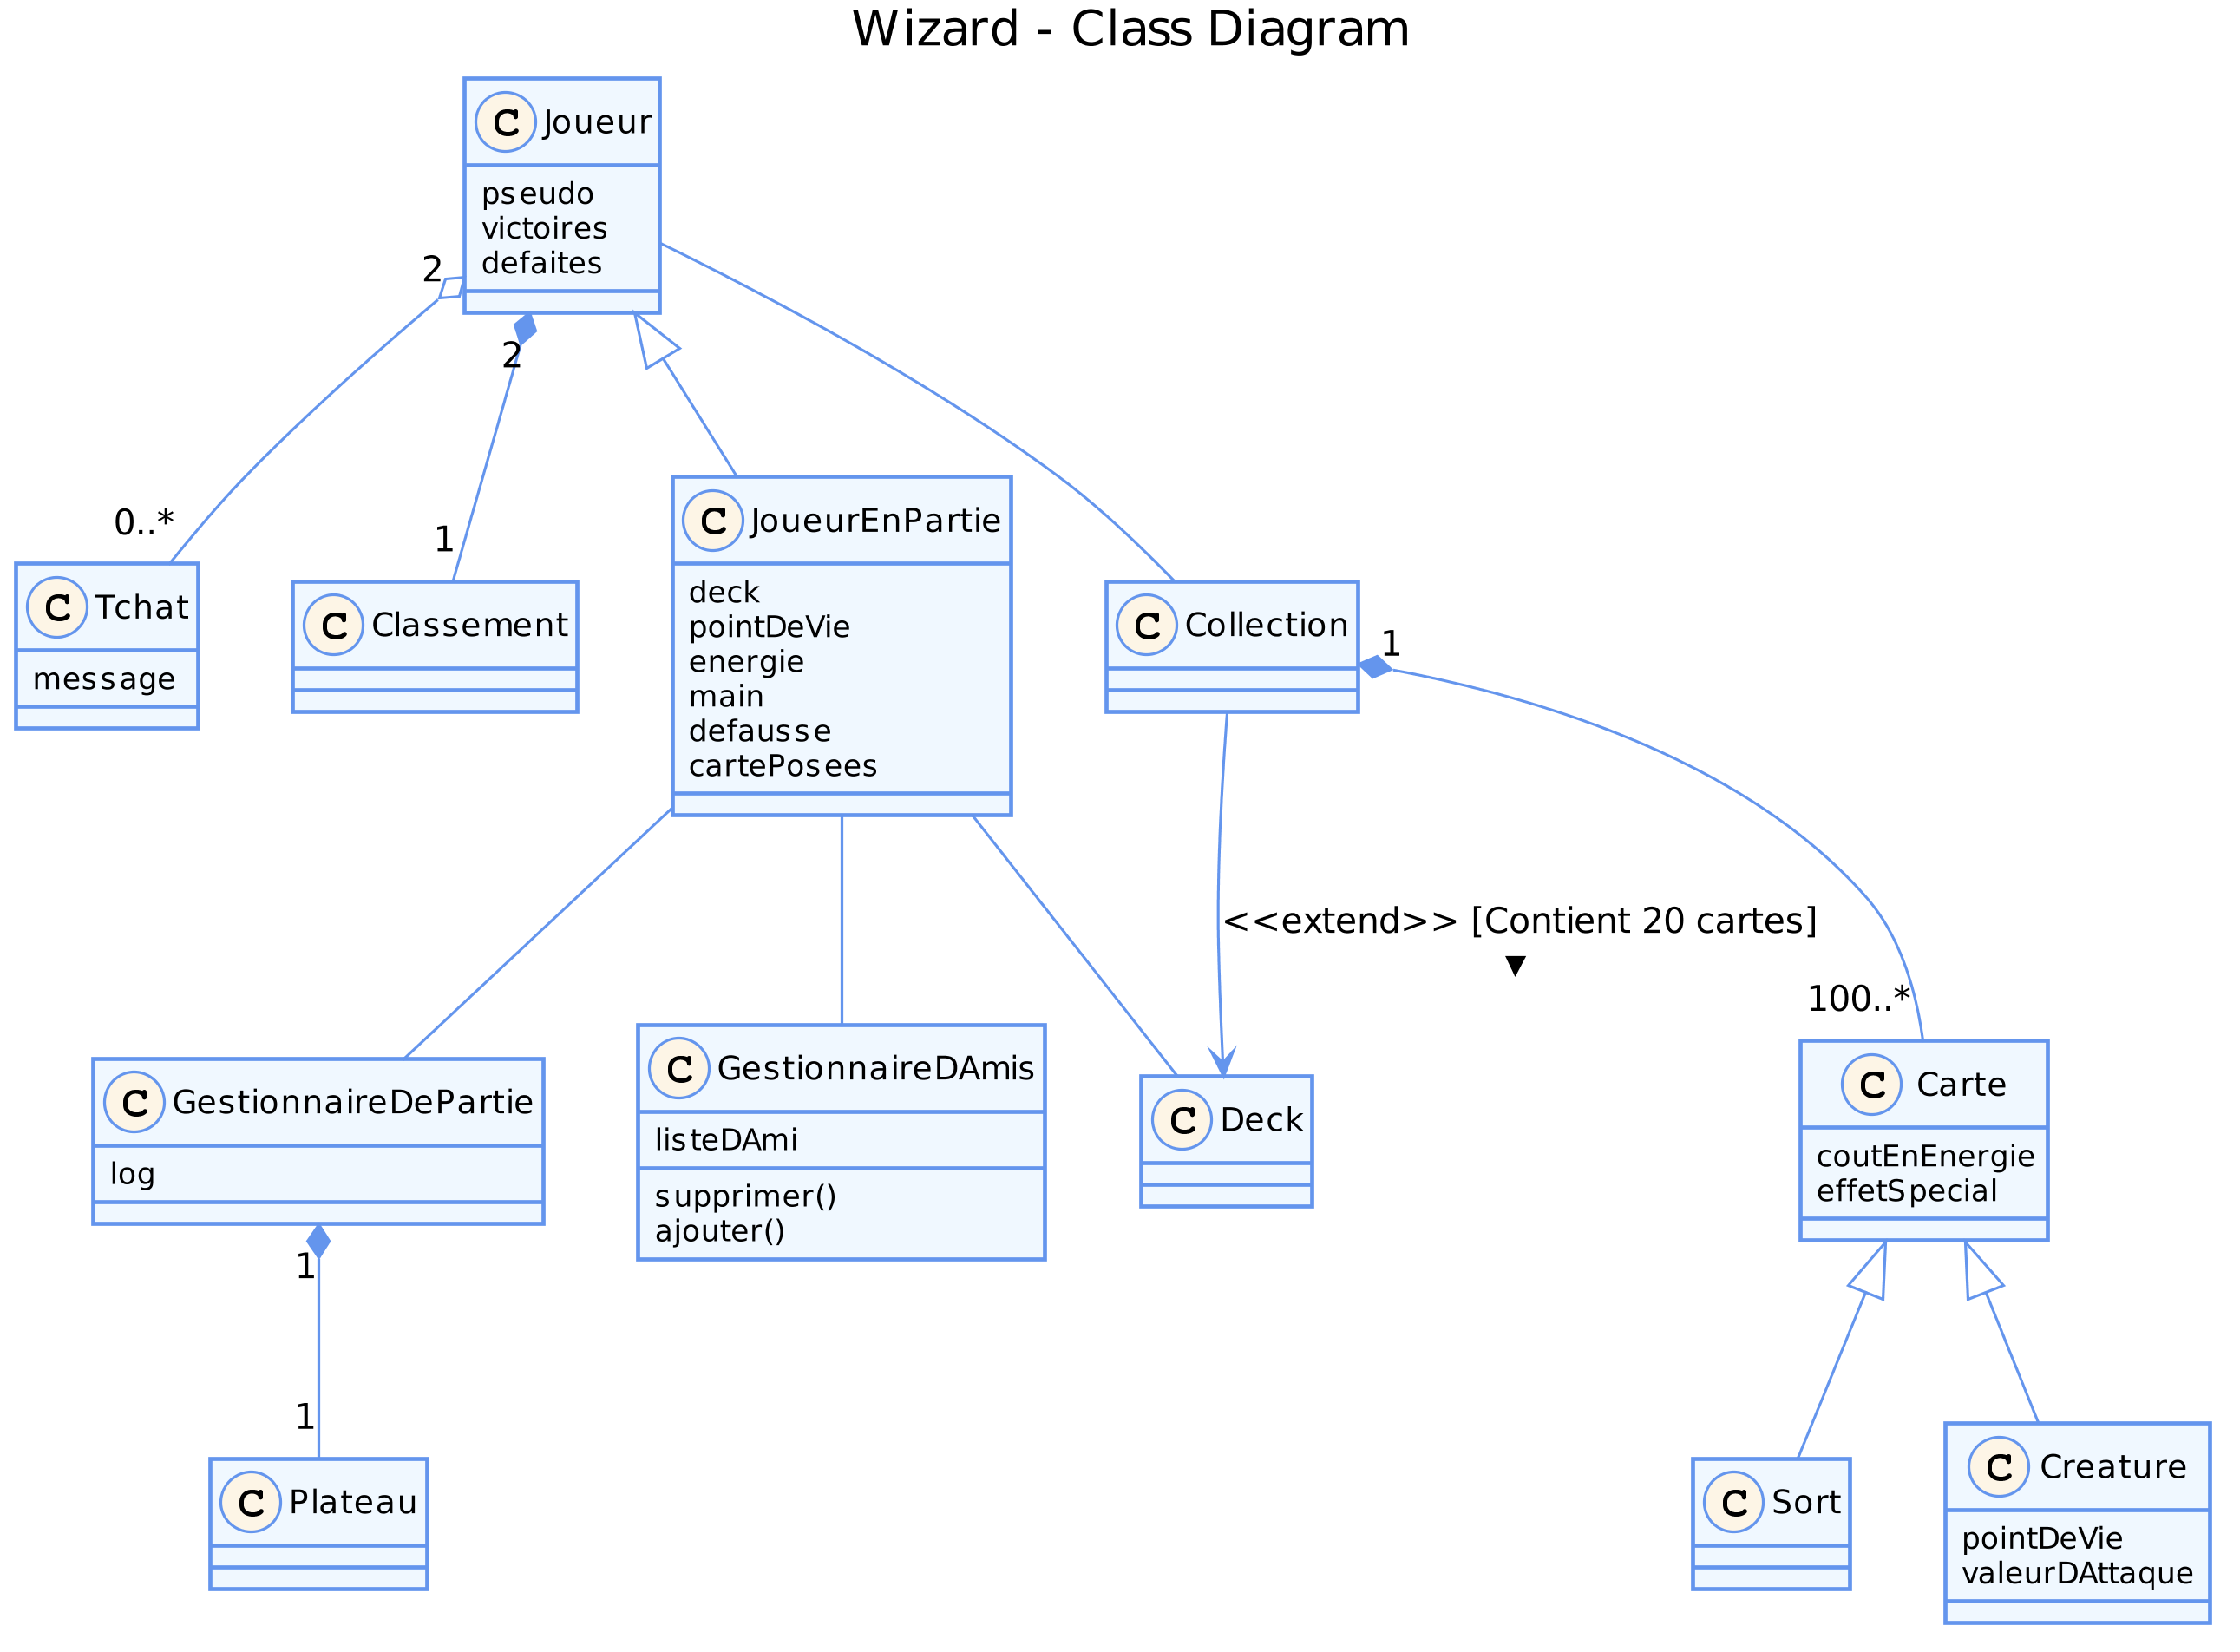 Wizard - Class Diagram
C Joueur
pseudo
victoires
defaites
2
2
0..*
1
C Tchat
message
C Classement
C JoueurEnPartie
deck
pointDeVie
energie
main
defausse
cartePosees
C Collection
1
<<extend>> [Contient 20 cartes]
▼
100..*
C GestionnaireDePartie
log
C GestionnaireDAmis
listeDAmi
supprimer()
ajouter()
C Deck
C Carte
coutEnEnergie
effetSpecial
1
1
C Plateau
C Sort
C Creature
pointDeVie
valeurDAttaque